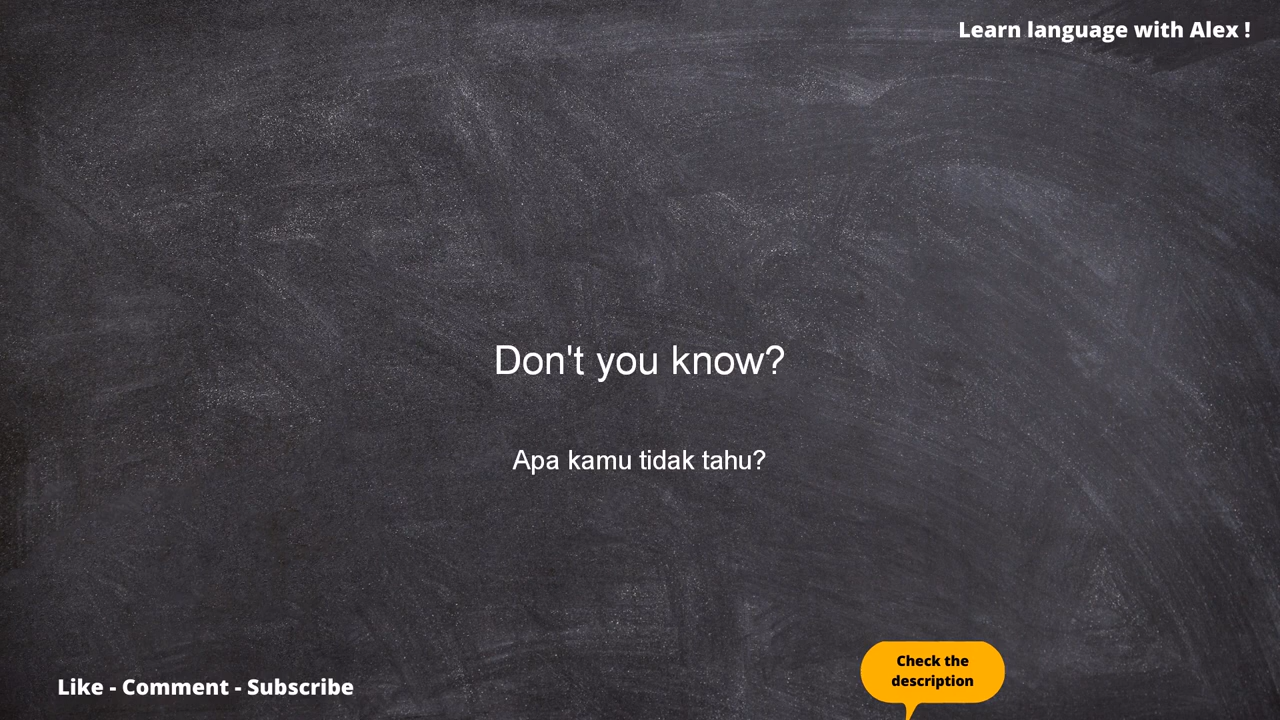 Learn language with Alex !
Don't you know?
Apa kamu tidak tahu?
Like - Comment - Subscribe
Check the
description